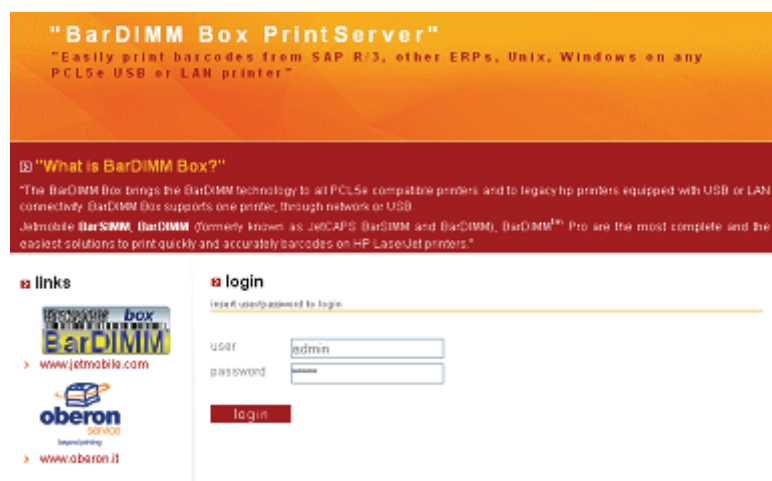 "BarDIMM Box PrintServer"
"Easily print barcodes from SAP R/3, other ERPs, Unix, Windows on any
PCL5e USB or LAN printer"
"What is BarDIMM Box?"
"The BarDIMM Box brings the BarDIMM technology to all PCL5e compatible printers and to legacy hp printers equipped with USB or LAN
connectivity. BarDIMM Box supports one printer, through network or USB
Jetmobile BarSIMM, BarDIMM (formerly known as JetCAPS BarSIMM and BarDIMM), BarDIMM™ Pro are the most complete and the
easiest solutions to print quickly and accurately barcodes on HP LaserJet printers."
links
box
BarDIMM
www.jetmobile.com
oberon
service
beyond printing
www.oberon.it
login
insert user/password to login
user admin
password
login